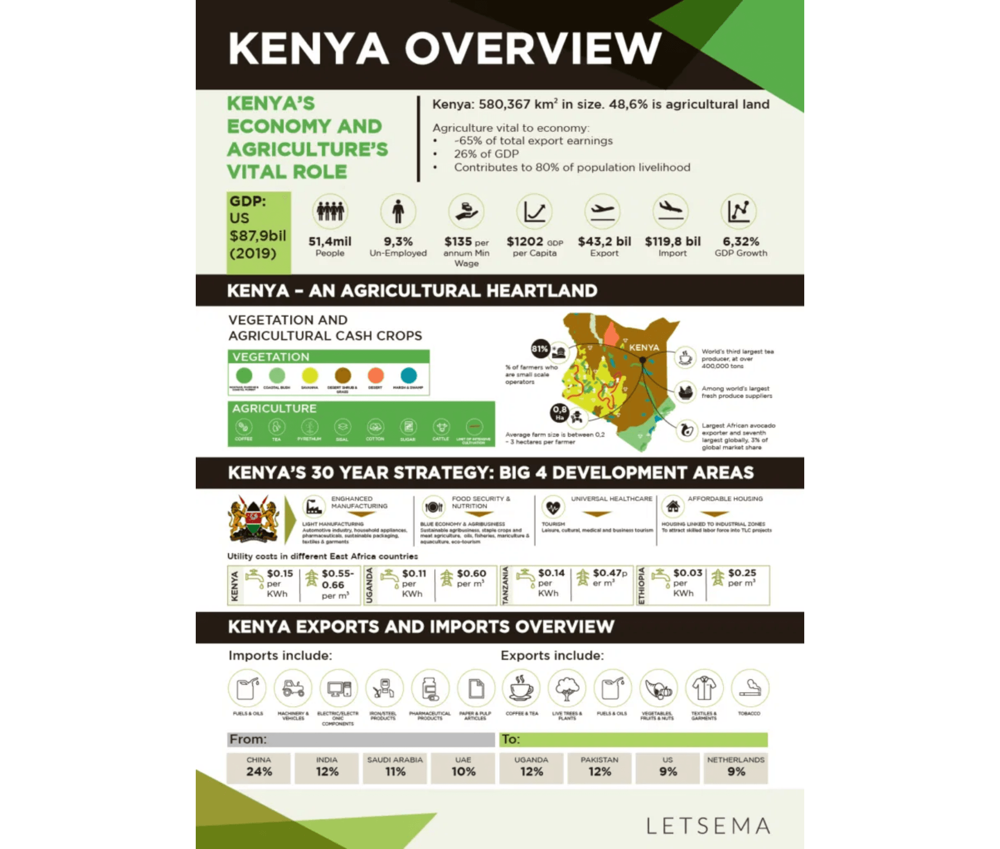 KENYA OVERVIEW
KENYA'S
ECONOMY AND
AGRICULTURE'S
VITAL ROLE
Kenya: 580,367 km² in size. 48,6% is agricultural land
Agriculture vital to economy:
• ~65% of total export earnings
• 26% of GDP
• Contributes to 80% of population livelihood
GDP:
US
$87,9bil
(2019)
51,4mil
People
9,3%
Un-Employed
$135 per
annum Min
Wage
$1202 GDP
per Capita
$43,2 bil
Export
$119,8 bil
Import
6,32%
GDP Growth
KENYA – AN AGRICULTURAL HEARTLAND
VEGETATION AND
AGRICULTURAL CASH CROPS
VEGETATION
COASTAL BUSH
SAVANNA
DESERT SHRUB &
GRASS
DESERT
MARSH & SWAMP
AGRICULTURE
COFFEE
TEA
PYRETHUM
SISAL
COTTON
SUGAR
CATTLE
LIMIT OF INTENSIVE
CULTIVATION
81%
% of farmers who
are small scale
operators
0,8
Ha
Average farm size is between 0,2
– 3 hectares per farmer
KENYA
World's third largest tea
producer, at over
400,000 tons
Among world's largest
fresh produce suppliers
Largest African avocado
exporter and seventh
largest globally, 3% of
global market share
KENYA'S 30 YEAR STRATEGY: BIG 4 DEVELOPMENT AREAS
ENGHANCED
MANUFACTURING
LIGHT MANUFACTURING
Automotive industry, household appliances,
pharmaceuticals, sustainable packaging,
textiles & garments
FOOD SECURITY &
NUTRITION
BLUE ECONOMY & AGRIBUSINESS
Sustainable agribusiness, staple crops and
meat agriculture, oils, fisheries, mariculture &
aquaculture, eco-tourism
UNIVERSAL HEALTHCARE
TOURISM
Leisure, cultural, medical and business tourism
AFFORDABLE HOUSING
HOUSING LINKED TO INDUSTRIAL ZONES
To attract skilled labor force into TLC projects
Utility costs in different East Africa countries
KENYA
$0.15
per
KWh
$0.55-
0.66
per m³
UGANDA
$0.11
per
KWh
$0.60
per m³
TANZANIA
$0.14
per
KWh
$0.47p
er m³
ETHIOPIA
$0.03
per
KWh
$0.25
per m³
KENYA EXPORTS AND IMPORTS OVERVIEW
Imports include:
FUELS & OILS
MACHINERY &
VEHICLES
ELECTRIC/ELECTR
ONIC
COMPONENTS
IRON/STEEL
PRODUCTS
PHARMACEUTICAL
PRODUCTS
PAPER & PULP
ARTICLES
Exports include:
COFFEE & TEA
LIVE TREES &
PLANTS
FUELS & OILS
VEGETABLES,
FRUITS & NUTS
TEXTILES &
GARMENTS
TOBACCO
From:
CHINA
24%
INDIA
12%
SAUDI ARABIA
11%
UAE
10%
To:
UGANDA
12%
PAKISTAN
12%
US
9%
NETHERLANDS
9%
LETSEMA